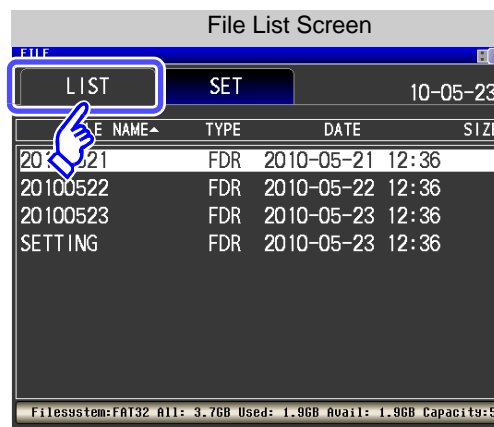 File List Screen
FILE
LIST SET 10-05-23
NAME▲ TYPE DATE
FDR 2010-05-21 12:36
20100522 FDR 2010-05-22 12:36
20100523 FDR 2010-05-23 12:36
SETTING FDR 2010-05-23 12:36
Filesystem:FAT32 All: 3.7GB Used: 1.9GB Avail: 1.9GB Capacity: